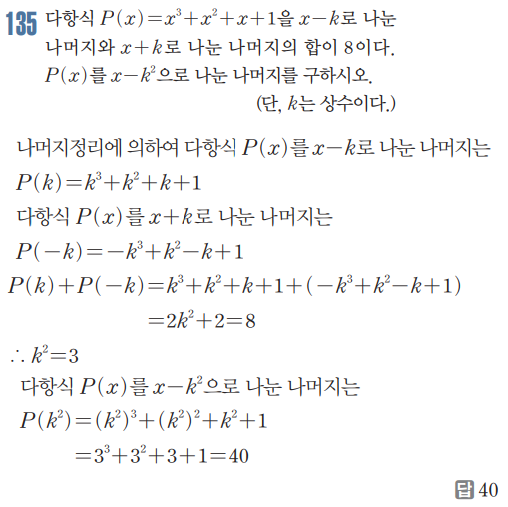 135 다항식 P(x)=x³+x²+x+1을 x-k로 나눈
나머지와 x+k로 나눈 나머지의 합이 8이다.
P(x)를 x-k²으로 나눈 나머지를 구하시오.
(단, k는 상수이다.)
나머지정리에 의하여 다항식 P(x)를 x-k로 나눈 나머지는
P(k)=k³+k²+k+1
다항식 P(x)를 x+k로 나눈 나머지는
P(-k)=-k³+k²-k+1
P(k)+P(-k)=k³+k²+k+1+(-k³+k²-k+1)
=2k²+2=8
∴ k²=3
다항식 P(x)를 x-k²으로 나눈 나머지는
P(k²)=(k²)³+(k²)²+k²+1
=3³+3²+3+1=40
답 40